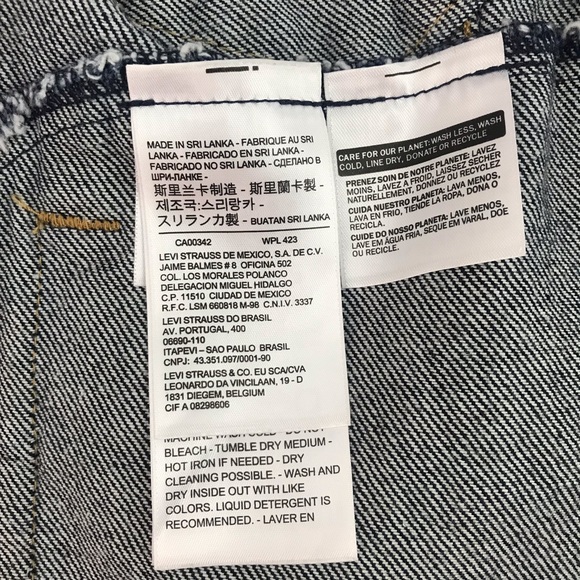 MADE IN SRI LANKA - FABRIQUE AU SRI
LANKA - FABRICADO EN SRI LANKA -
FABRICADO NO SRI LANKA - СДЕЛАНО В
ШРИ-ЛАНКЕ -
斯里兰卡制造 - 斯里蘭卡製 -
제조국:스리랑카 -
スリランカ製 - BUATAN SRI LANKA
CA00342 WPL 423
LEVI STRAUSS DE MEXICO, S.A. DE C.V.
JAIME BALMES # 8 OFICINA 502
COL. LOS MORALES POLANCO
DELEGACION MIGUEL HIDALGO
C.P. 11510 CIUDAD DE MEXICO
R.F.C. LSM 660818 M-98 C.N.I.V. 3337
LEVI STRAUSS DO BRASIL
AV. PORTUGAL, 400
06690-110
ITAPEVI – SAO PAULO BRASIL
CNPJ: 43.351.097/0001-90
LEVI STRAUSS & CO. EU SCA/CVA
LEONARDO DA VINCILAAN, 19 - D
1831 DIEGEM, BELGIUM
CIF A 08298606
MACHINE WASH COLD - DO NOT
BLEACH - TUMBLE DRY MEDIUM -
HOT IRON IF NEEDED - DRY
CLEANING POSSIBLE. - WASH AND
DRY INSIDE OUT WITH LIKE
COLORS. LIQUID DETERGENT IS
RECOMMENDED. - LAVER EN
CARE FOR OUR PLANET: WASH LESS, WASH
COLD, LINE DRY, DONATE OR RECYCLE
PRENEZ SOIN DE NOTRE PLANETE: LAVEZ
MOINS, LAVEZ A FROID, LAISSEZ SECHER
NATURELLEMENT, DONNEZ OU RECYCLEZ
CUIDA NUESTRO PLANETA: LAVA MENOS,
LAVA EN FRIO, TIENDE LA ROPA, DONA O
RECICLA.
CUIDE DO NOSSO PLANETA: LAVE MENOS,
LAVE EM ÁGUA FRIA, SEQUE EM VARAL, DOE
OU RECICLE.